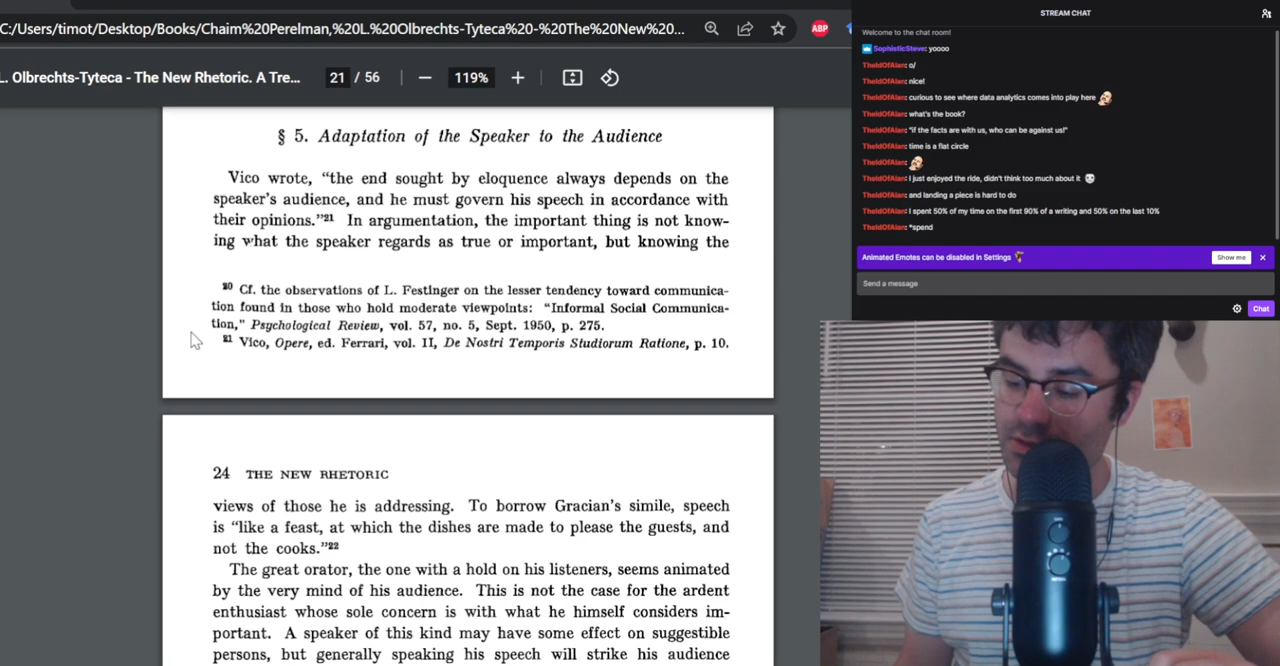 C:/Users/timot/Desktop/Books/Chaim%20Perelman,%20L.%20Olbrechts-Tyteca%20-%20The%20New%20...
ABP
L. Olbrechts-Tyteca - The New Rhetoric. A Tre...
21 / 56
119%
§ 5. Adaptation of the Speaker to the Audience
Vico wrote, “the end sought by eloquence always depends on the
speaker's audience, and he must govern his speech in accordance with
their opinions.”21 In argumentation, the important thing is not know-
ing what the speaker regards as true or important, but knowing the
20 Cf. the observations of L. Festinger on the lesser tendency toward communica-
tion found in those who hold moderate viewpoints: “Informal Social Communica-
tion,” Psychological Review, vol. 57, no. 5, Sept. 1950, p. 275.
21 Vico, Opere, ed. Ferrari, vol. II, De Nostri Temporis Studiorum Ratione, p. 10.
24 THE NEW RHETORIC
views of those he is addressing. To borrow Gracian's simile, speech
is “like a feast, at which the dishes are made to please the guests, and
not the cooks.”22
The great orator, the one with a hold on his listeners, seems animated
by the very mind of his audience. This is not the case for the ardent
enthusiast whose sole concern is with what he himself considers im-
portant. A speaker of this kind may have some effect on suggestible
persons, but generally speaking his speech will strike his audience
STREAM CHAT
Welcome to the chat room!
SophisticSteve: yoooo
TheIdOfAlan: o/
TheIdOfAlan: nice!
TheIdOfAlan: curious to see where data analytics comes into play here
TheIdOfAlan: what's the book?
TheIdOfAlan: "if the facts are with us, who can be against us!"
TheIdOfAlan: time is a flat circle
TheIdOfAlan:
TheIdOfAlan: I just enjoyed the ride, didn't think too much about it
TheIdOfAlan: and landing a piece is hard to do
TheIdOfAlan: I spent 50% of my time on the first 90% of a writing and 50% on the last 10%
TheIdOfAlan: *spend
Animated Emotes can be disabled in Settings
Show me
Send a message
Chat